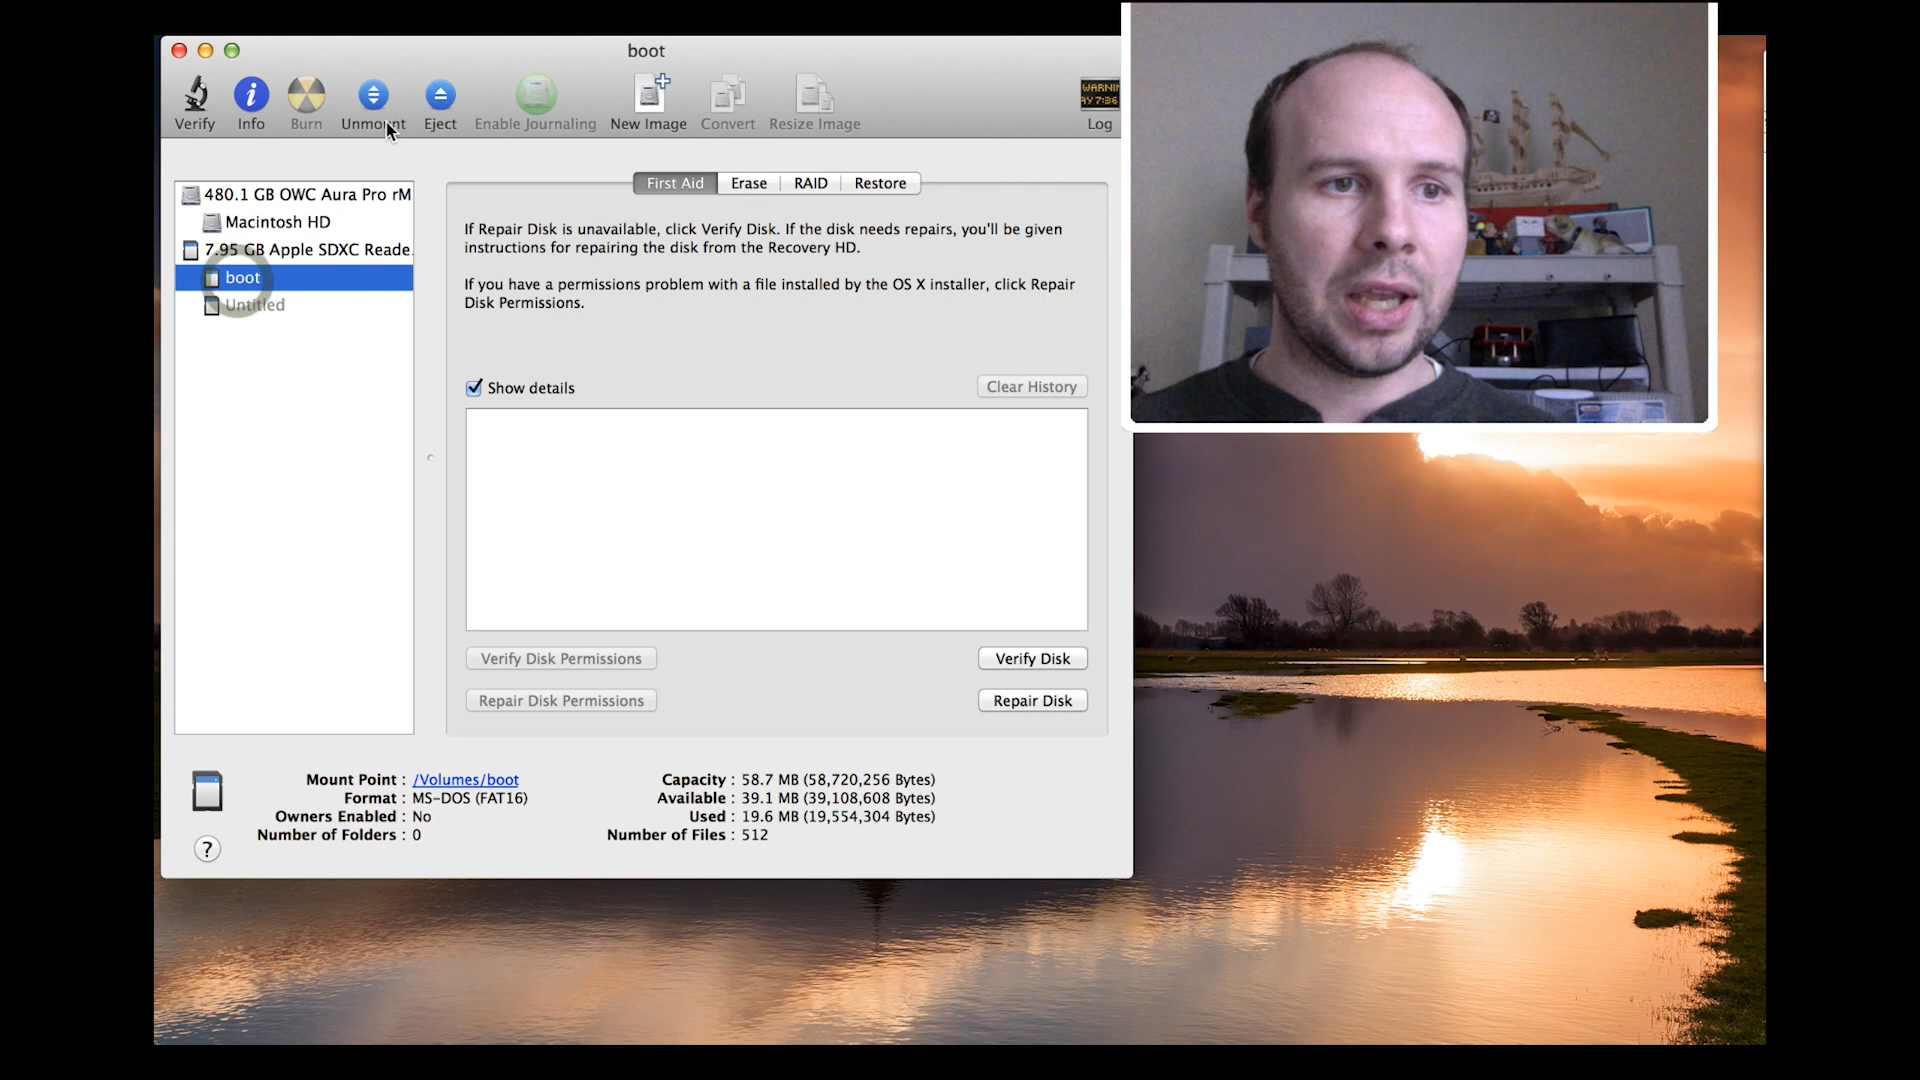 boot
Verify Info Burn Unmount Eject Enable Journaling New Image Convert Resize Image Log
WARNIN
AY 7:36
480.1 GB OWC Aura Pro rM
Macintosh HD
7.95 GB Apple SDXC Reade.
boot
Untitled
First Aid Erase RAID Restore
If Repair Disk is unavailable, click Verify Disk. If the disk needs repairs, you'll be given
instructions for repairing the disk from the Recovery HD.
If you have a permissions problem with a file installed by the OS X installer, click Repair
Disk Permissions.
Show details
Clear History
Verify Disk Permissions Verify Disk
Repair Disk Permissions Repair Disk
Mount Point : /Volumes/boot
Format : MS-DOS (FAT16)
Owners Enabled : No
Number of Folders : 0
Capacity : 58.7 MB (58,720,256 Bytes)
Available : 39.1 MB (39,108,608 Bytes)
Used : 19.6 MB (19,554,304 Bytes)
Number of Files : 512
?